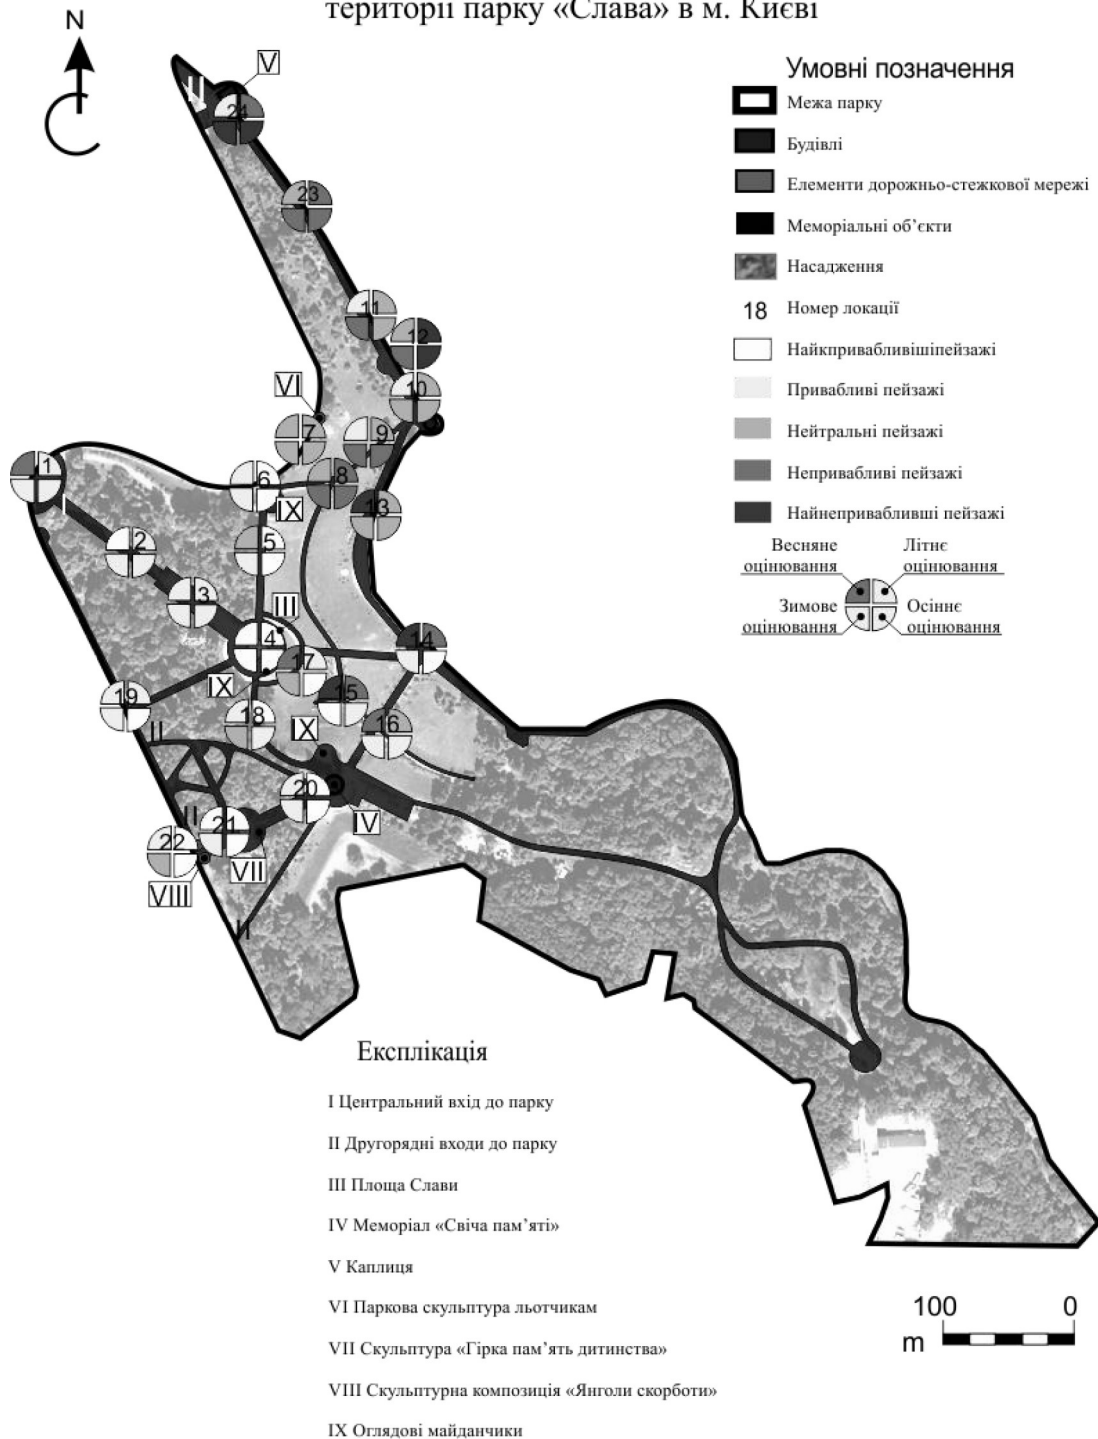 території парку «Слава» в м. Києві
N
Умовні позначення
Межа парку
Будівлі
Елементи дорожньо-стежкової мережі
Меморіальні об’єкти
Насадження
18 Номер локації
Найкпривабливішіпейзажі
Привабливі пейзажі
Нейтральні пейзажі
Непривабливі пейзажі
Найнепривабливші пейзажі
Весняне оцінювання
Літнє оцінювання
Зимове оцінювання
Осіннє оцінювання
II
V
24
23
11
12
VI
10
7
9
1
6
8
I
IX
13
2
5
3
III
4
14
17
IX
15
19
18
IX
16
II
20
II
21
IV
22
VII
VIII
II
Експлікація
I Центральний вхід до парку
II Другорядні входи до парку
III Площа Слави
IV Меморіал «Свіча пам’яті»
V Каплиця
VI Паркова скульптура льотчикам
VII Скульптура «Гірка пам’ять дитинства»
VIII Скульптурна композиція «Янголи скорботи»
IX Оглядові майданчики
100 0
m